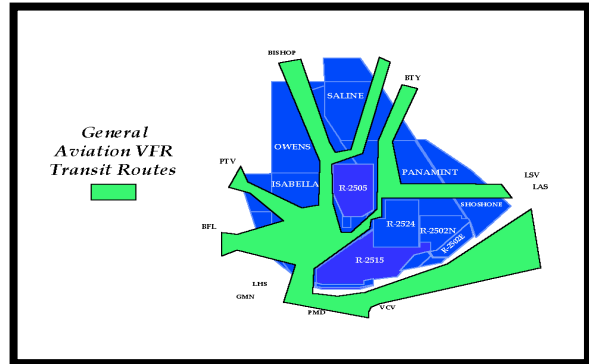 BISHOP
BTY
SALINE
General
Aviation VFR
Transit Routes
OWENS
PTV
PANAMINT
ISABELLA
R-2505
LSV
LAS
SHOSHONE
BFL
R-2524
R-2502N
R-2502E
R-2515
LHS
GMN
PMD
VCV